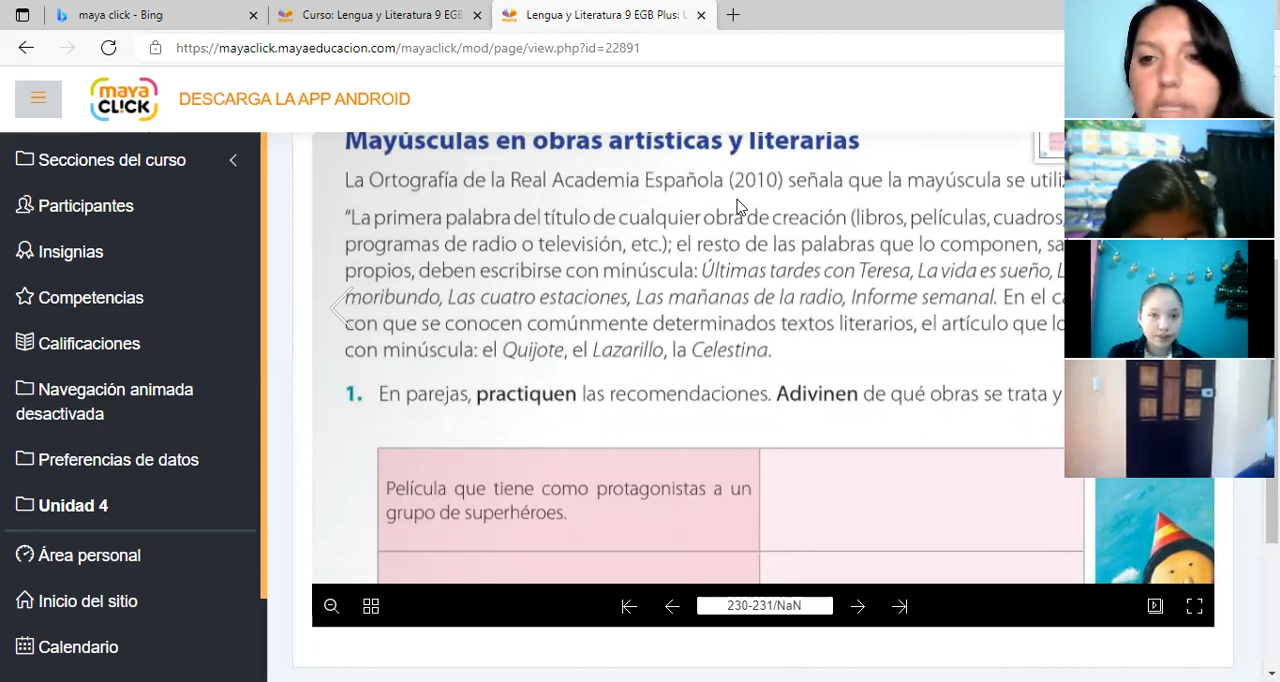 maya click - Bing
Curso: Lengua y Literatura 9 EGB
Lengua y Literatura 9 EGB Plus:
https://mayaclick.mayaeducacion.com/mayaclick/mod/page/view.php?id=22891
maya
CLICK
DESCARGA LA APP ANDROID
Secciones del curso
Participantes
Insignias
Competencias
Calificaciones
Navegación animada
desactivada
Preferencias de datos
Unidad 4
Área personal
Inicio del sitio
Calendario
Mayúsculas en obras artísticas y literarias
La Ortografía de la Real Academia Española (2010) señala que la mayúscula se utili
"La primera palabra del título de cualquier obra de creación (libros, películas, cuadros,
programas de radio o televisión, etc.); el resto de las palabras que lo componen, sa
propios, deben escribirse con minúscula: Últimas tardes con Teresa, La vida es sueño, L
moribundo, Las cuatro estaciones, Las mañanas de la radio, Informe semanal. En el ca
con que se conocen comúnmente determinados textos literarios, el artículo que lo
con minúscula: el Quijote, el Lazarillo, la Celestina.
1. En parejas, practiquen las recomendaciones. Adivinen de qué obras se trata y
Película que tiene como protagonistas a un
grupo de superhéroes.
230-231/NaN